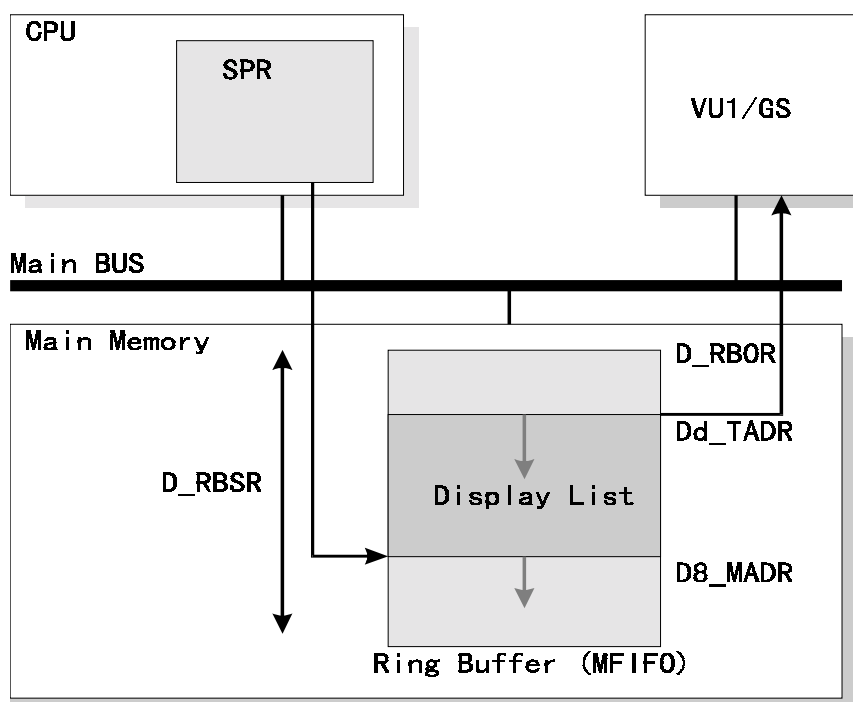 CPU
SPR
VU1/GS
Main BUS
Main Memory
D_RBOR
Dd_TADR
D_RBSR
Display List
D8_MADR
Ring Buffer (MFIFO)